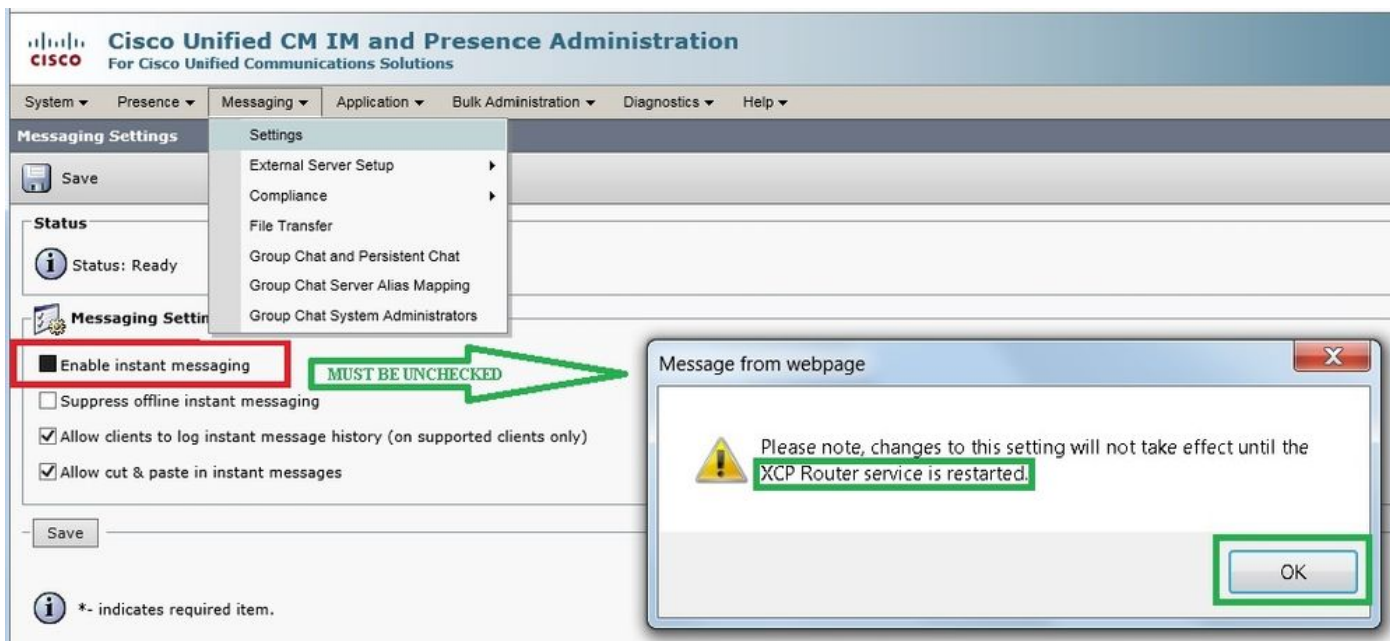 CISCO
Cisco Unified CM IM and Presence Administration
For Cisco Unified Communications Solutions
System Presence Messaging Application Bulk Administration Diagnostics Help
Messaging Settings
Settings
External Server Setup
Compliance
File Transfer
Group Chat and Persistent Chat
Group Chat Server Alias Mapping
Group Chat System Administrators
Save
Status
Status: Ready
Messaging Settin
Enable instant messaging
MUST BE UNCHECKED
Suppress offline instant messaging
Allow clients to log instant message history (on supported clients only)
Allow cut & paste in instant messages
Save
*- indicates required item.
Message from webpage
X
Please note, changes to this setting will not take effect until the
XCP Router service is restarted.
OK